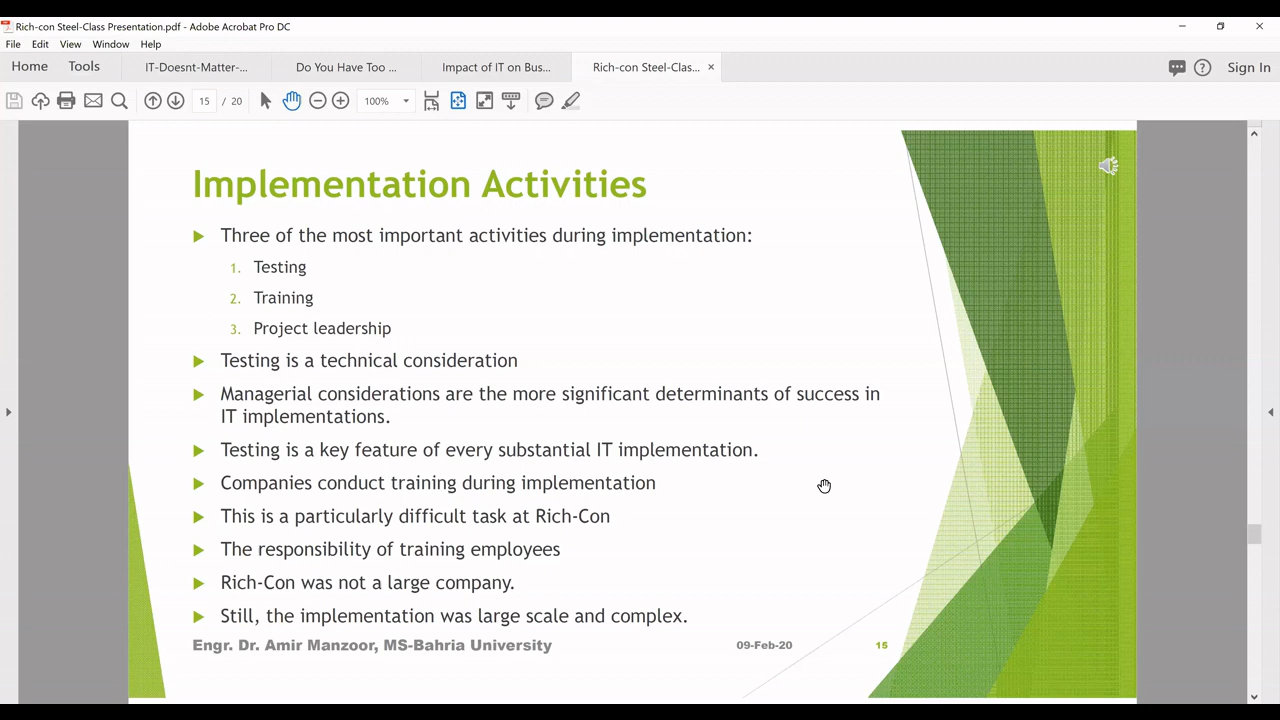 Rich-con Steel-Class Presentation.pdf - Adobe Acrobat Pro DC
File Edit View Window Help
Home Tools IT-Doesnt-Matter-... Do You Have Too ... Impact of IT on Bus... Rich-con Steel-Clas... × Sign In
15 / 20 100%
Implementation Activities
Three of the most important activities during implementation:
1. Testing
2. Training
3. Project leadership
Testing is a technical consideration
Managerial considerations are the more significant determinants of success in
IT implementations.
Testing is a key feature of every substantial IT implementation.
Companies conduct training during implementation
This is a particularly difficult task at Rich-Con
The responsibility of training employees
Rich-Con was not a large company.
Still, the implementation was large scale and complex.
Engr. Dr. Amir Manzoor, MS-Bahria University 09-Feb-20 15